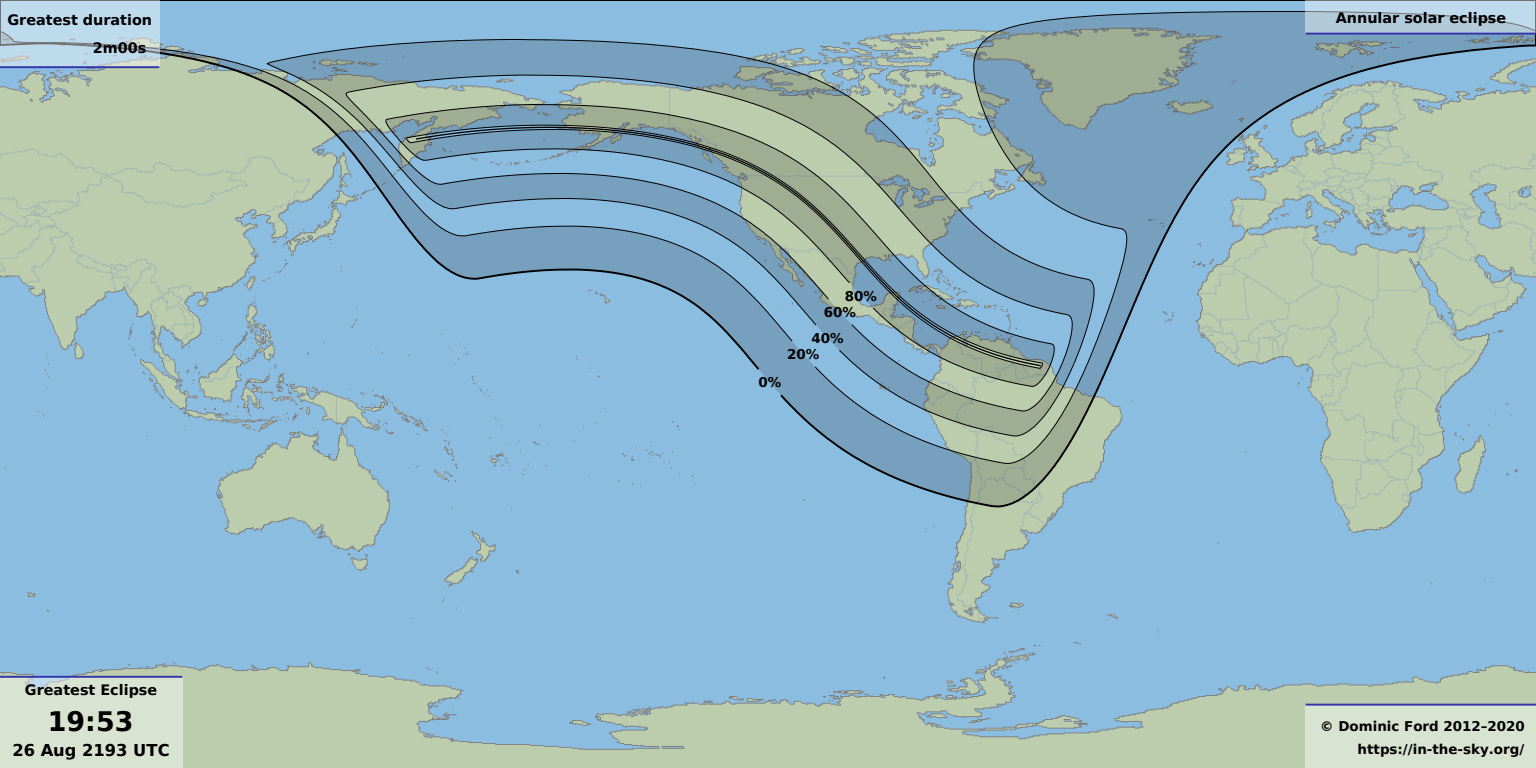 Greatest duration
2m00s
Annular solar eclipse
80%
60%
40%
20%
0%
Greatest Eclipse
19:53
26 Aug 2193 UTC
© Dominic Ford 2012–2020
https://in-the-sky.org/